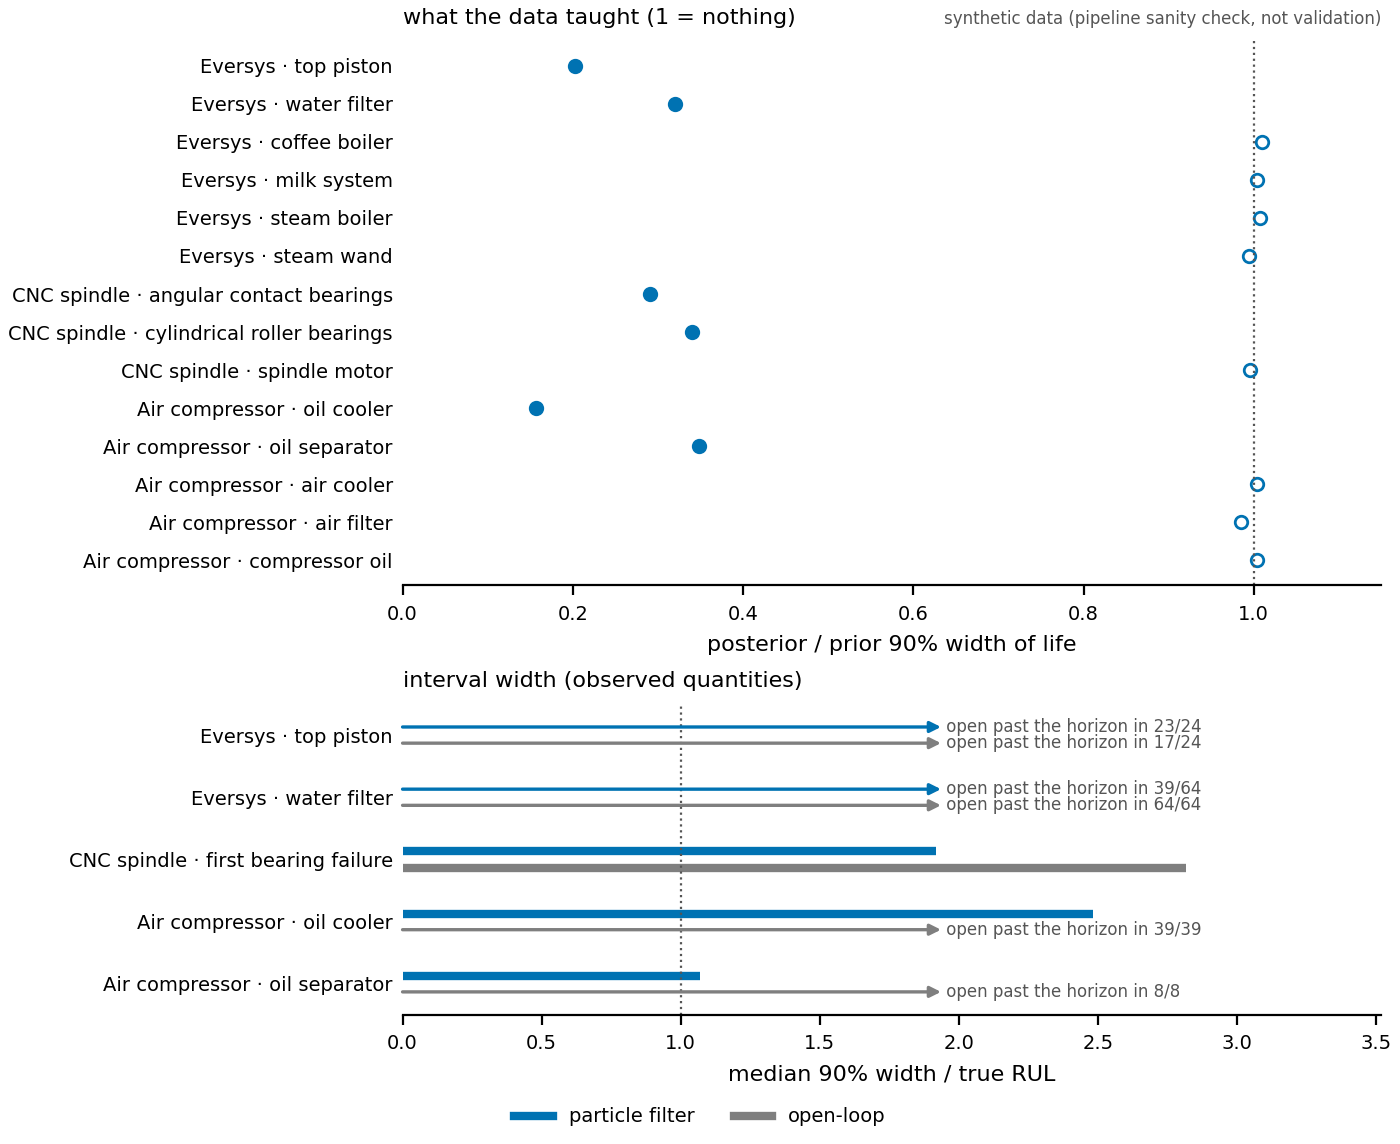 what the data taught (1 = nothing)
synthetic data (pipeline sanity check, not validation)
Eversys · top piston
Eversys · water filter
Eversys · coffee boiler
Eversys · milk system
Eversys · steam boiler
Eversys · steam wand
CNC spindle · angular contact bearings
CNC spindle · cylindrical roller bearings
CNC spindle · spindle motor
Air compressor · oil cooler
Air compressor · oil separator
Air compressor · air cooler
Air compressor · air filter
Air compressor · compressor oil
0.0 0.2 0.4 0.6 0.8 1.0
posterior / prior 90% width of life
interval width (observed quantities)
Eversys · top piston
open past the horizon in 23/24
open past the horizon in 17/24
Eversys · water filter
open past the horizon in 39/64
open past the horizon in 64/64
CNC spindle · first bearing failure
Air compressor · oil cooler
open past the horizon in 39/39
Air compressor · oil separator
open past the horizon in 8/8
0.0 0.5 1.0 1.5 2.0 2.5 3.0 3.5
median 90% width / true RUL
particle filter
open-loop